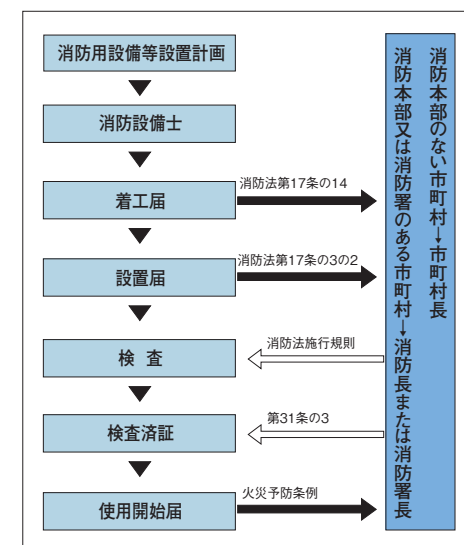 消防用設備等設置計画
消防設備士
着工届
消防法第17条の14
設置届
消防法第17条の3の2
検 査
消防法施行規則
検査済証
第31条の3
使用開始届
火災予防条例
消防本部のない市町村→市町村長
消防本部又は消防署のある市町村→消防長または消防署長